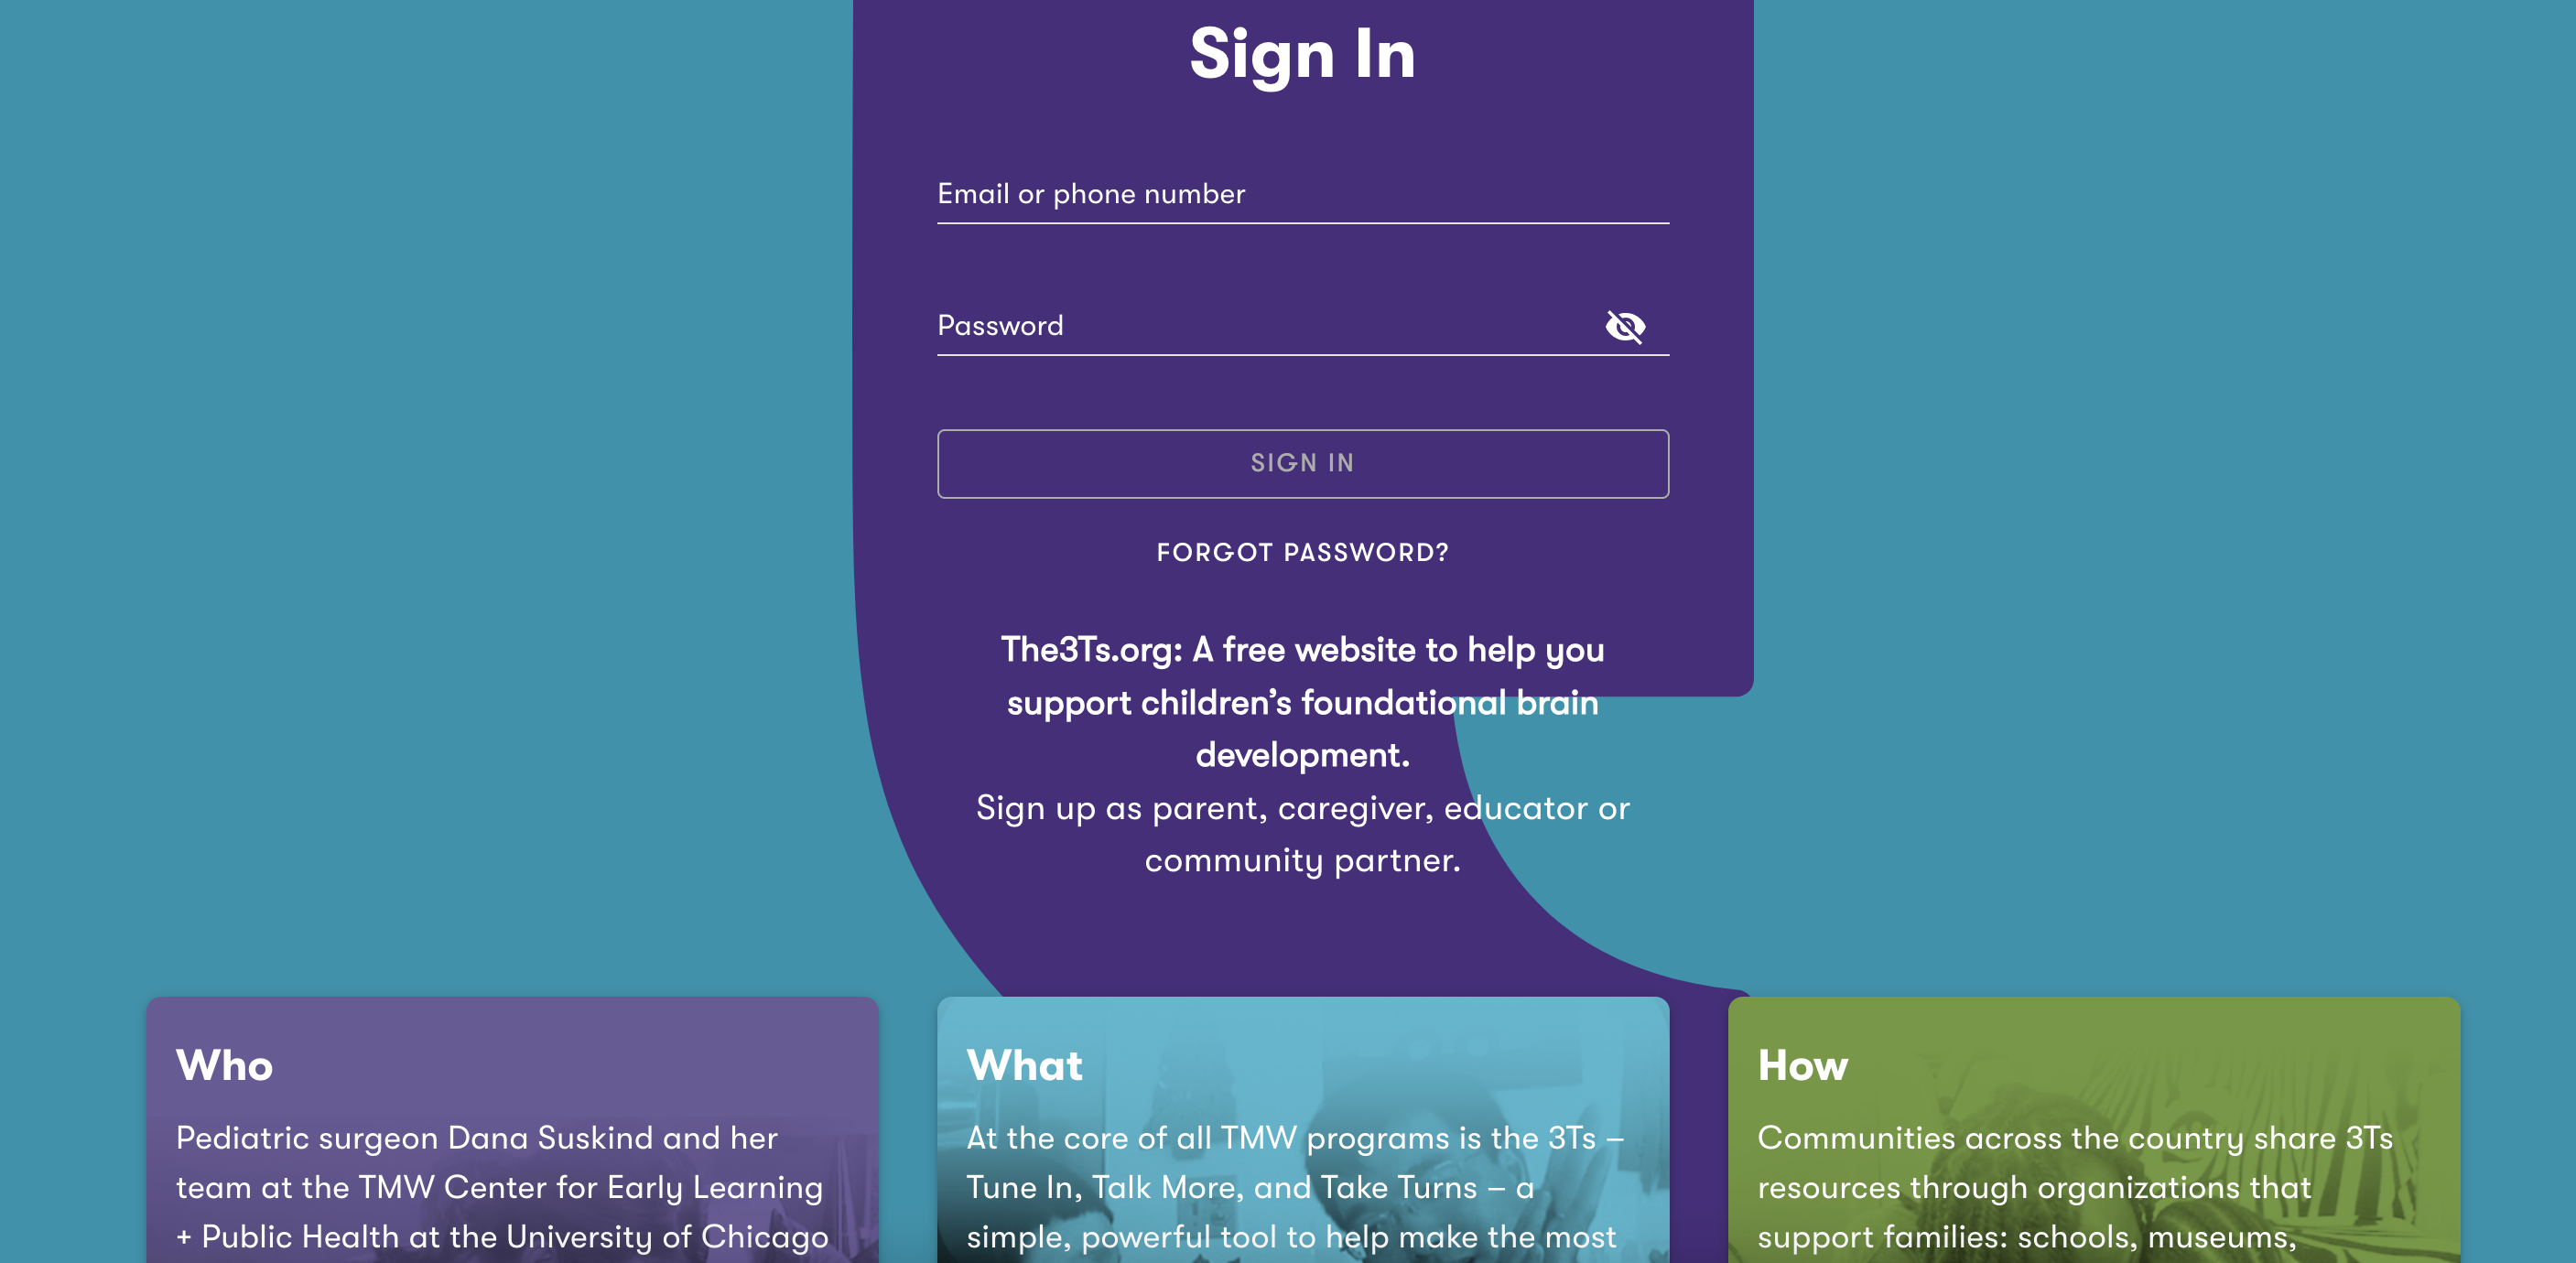 Sign In
Email or phone number
Password
SIGN IN
FORGOT PASSWORD?
The3Ts.org: A free website to help you
support children’s foundational brain
development.
Sign up as parent, caregiver, educator or
community partner.
Who
Pediatric surgeon Dana Suskind and her
team at the TMW Center for Early Learning
+ Public Health at the University of Chicago
What
At the core of all TMW programs is the 3Ts –
Tune In, Talk More, and Take Turns – a
simple, powerful tool to help make the most
How
Communities across the country share 3Ts
resources through organizations that
support families: schools, museums,